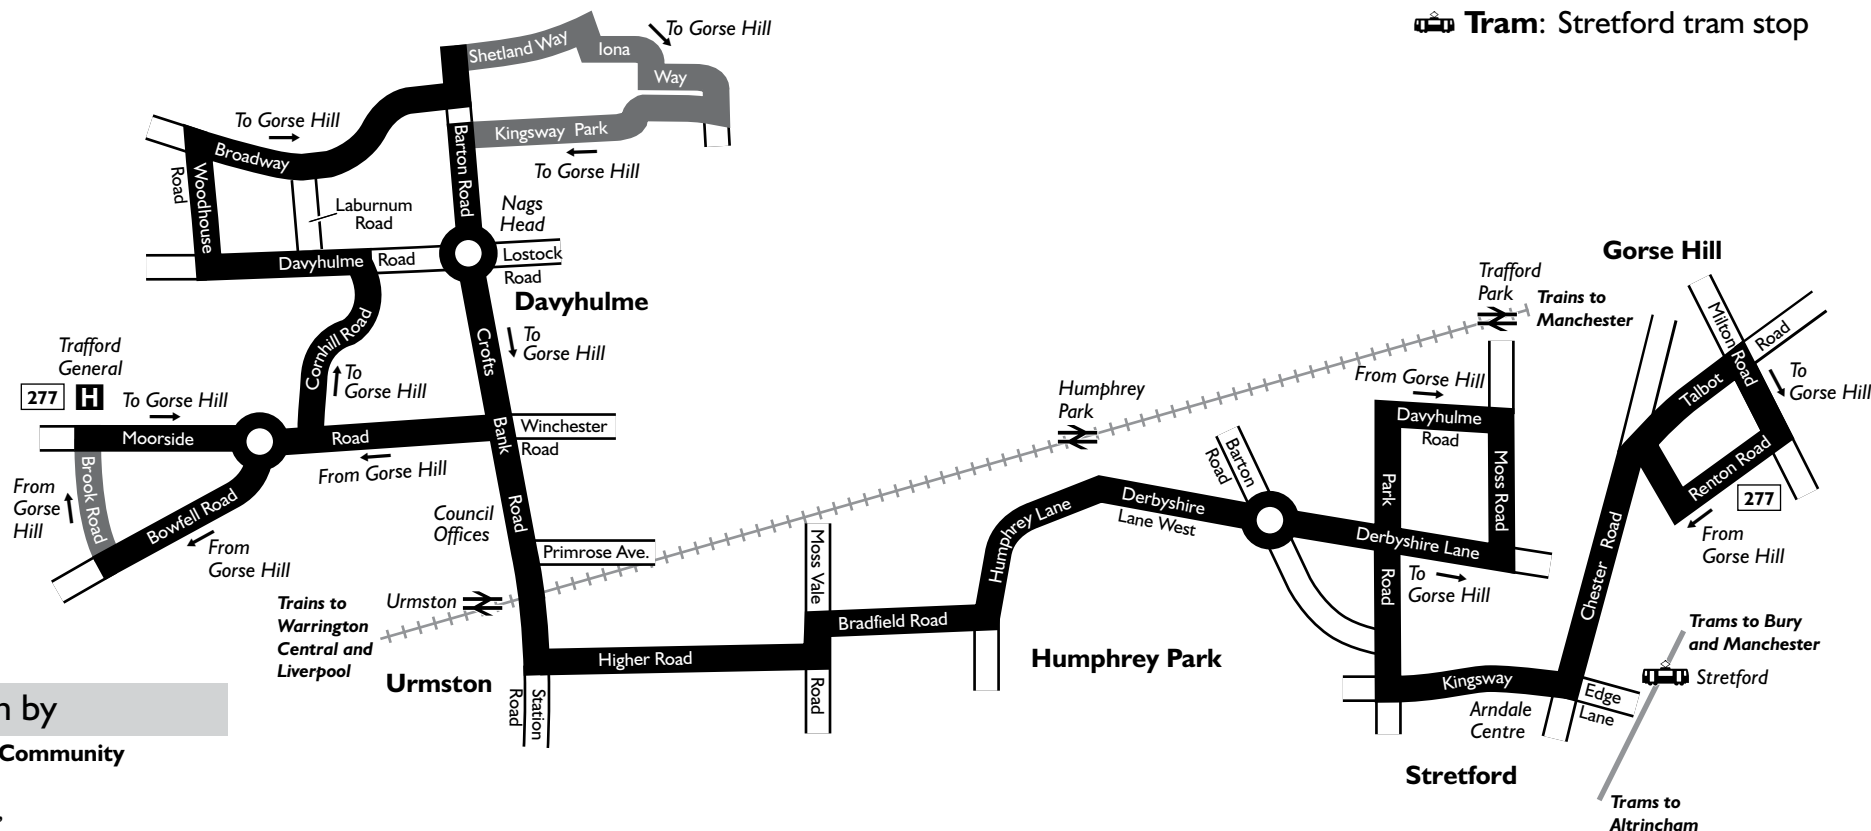 Tram: Stretford tram stop
To Gorse Hill
Shetland Way
Iona
Way
Kingsway Park
To Gorse Hill
To Gorse Hill
Broadway
Woodhouse
Road
Laburnum
Road
Barton Road
Nags
Head
Davyhulme Road
Lostock
Road
Davyhulme
Cornhill Road
To
Gorse Hill
Crofts
Bank
Road
To
Gorse Hill
Trafford
General
277
H
To Gorse Hill
Moorside
Road
From Gorse Hill
Winchester
Road
From
Gorse
Hill
Brook Road
Bowfell Road
From
Gorse Hill
Council
Offices
Primrose Ave.
Urmston
Trains to
Warrington
Central and
Liverpool
Urmston
Higher Road
Station
Road
Moss Vale
Road
Bradfield Road
Humphrey Lane
Humphrey Park
Humphrey
Park
Derbyshire
Lane West
Barton
Road
Trafford
Park
Trains to
Manchester
From Gorse Hill
Davyhulme
Road
Park
Road
Moss Road
Derbyshire Lane
To
Gorse Hill
Kingsway
Arndale
Centre
Edge
Lane
Stretford
Chester Road
Gorse Hill
Milton
Road
Talbot
Road
To
Gorse Hill
Renton Road
277
From
Gorse Hill
Trams to Bury
and Manchester
Stretford
Trams to
Altrincham
n by
Community